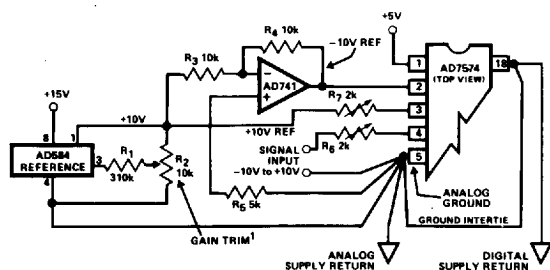 R4 10k
-10V REF
+5V
R3 10k
AD7574
(TOP VIEW)
18
1
+15V
AD741
2
R7 2k
+10V
3
+10V REF
8
1
R1
R2
10k
SIGNAL
INPUT
4
AD584
REFERENCE
3
R6 2k
5
310k
-10V to +10V
4
R5 5k
ANALOG
GROUND
GROUND INTERTIE
GAIN TRIM1
ANALOG
SUPPLY RETURN
DIGITAL
SUPPLY RETURN